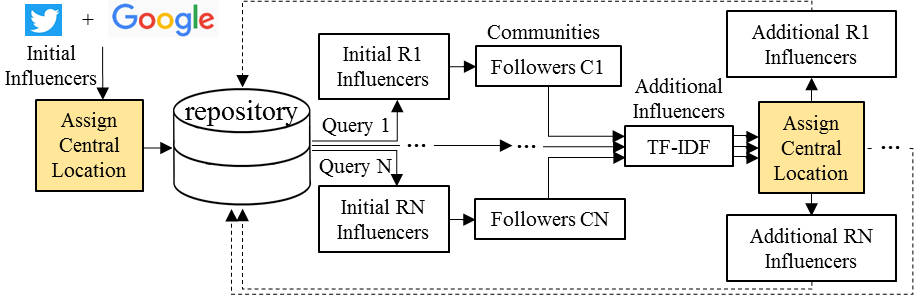 + Google
Initial
Influencers
Assign
Central
Location
repository
Query 1
Query N
Initial R1
Influencers
...
Initial RN
Influencers
Communities
Followers C1
...
Followers CN
Additional
Influencers
TF-IDF
Additional R1
Influencers
Assign
Central
Location
...
Additional RN
Influencers